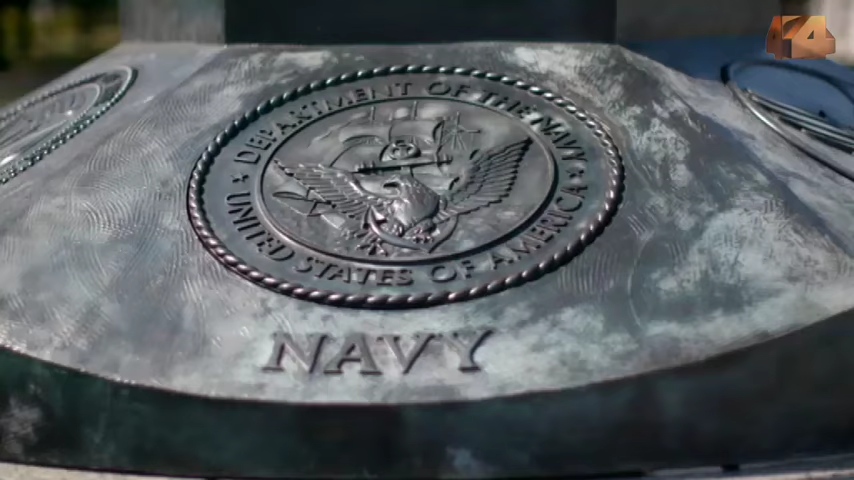 DEPARTMENT OF THE NAVY
UNITED STATES OF AMERICA
NAVY